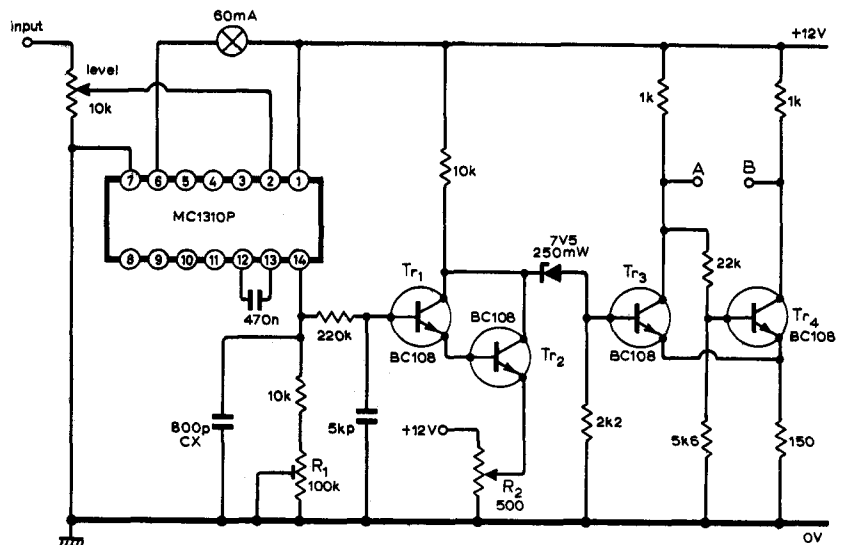 60mA
input
+12V
level
10k
1k
1k
10k
A
B
7 6 5 4 3 2 1
MC1310P
7V5
250mW
22k
8 9 10 11 12 13 14
Tr1
Tr3
Tr4
470n
220k
BC108
BC108
BC108
BC108
Tr2
10k
800p
CX
5kp
+12V
2k2
5k6
150
R1
100k
R2
500
0V